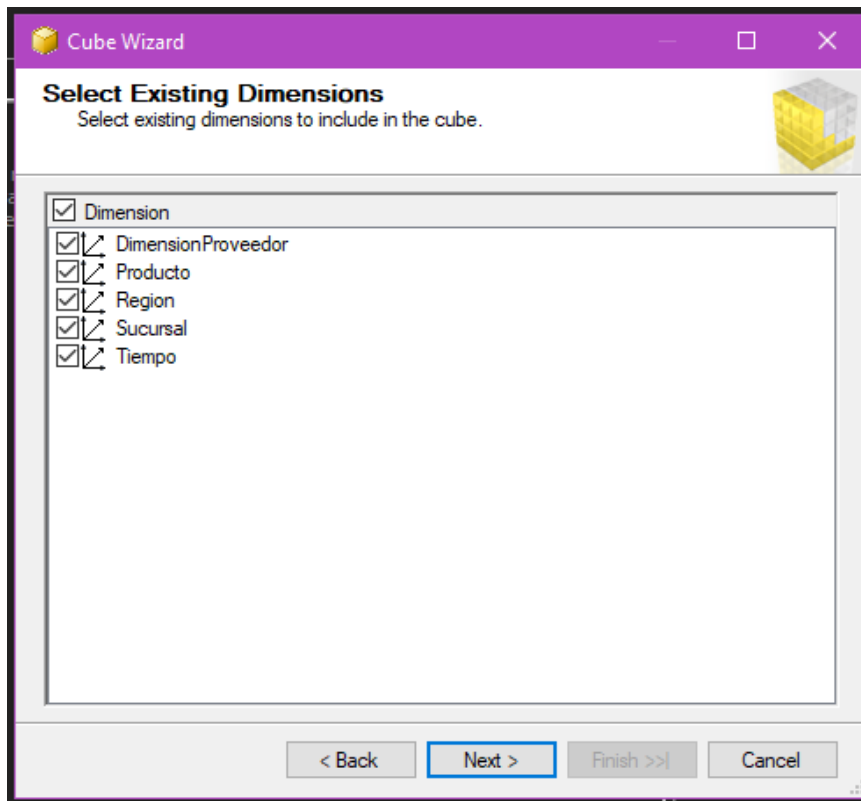 Cube Wizard
Select Existing Dimensions
Select existing dimensions to include in the cube.
Dimension
DimensionProveedor
Producto
Region
Sucursal
Tiempo
< Back
Next >
Finish >>|
Cancel